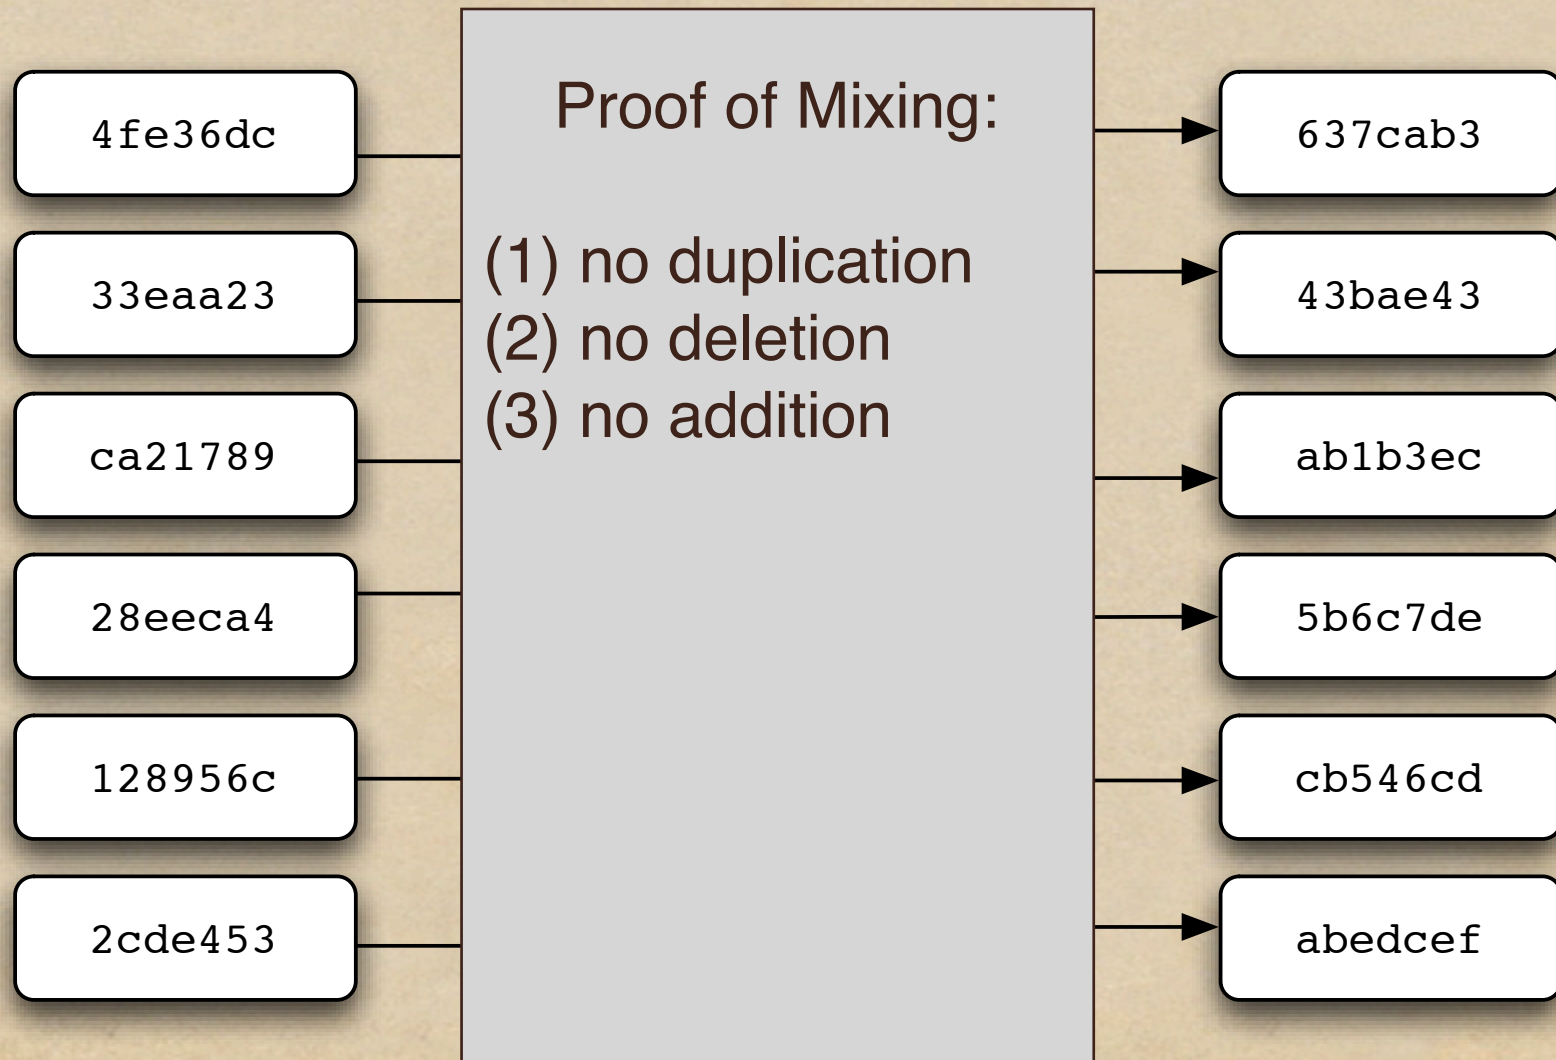 4fe36dc
33eaa23
ca21789
28eeca4
128956c
2cde453
Proof of Mixing:
(1) no duplication
(2) no deletion
(3) no addition
637cab3
43bae43
ab1b3ec
5b6c7de
cb546cd
abedcef